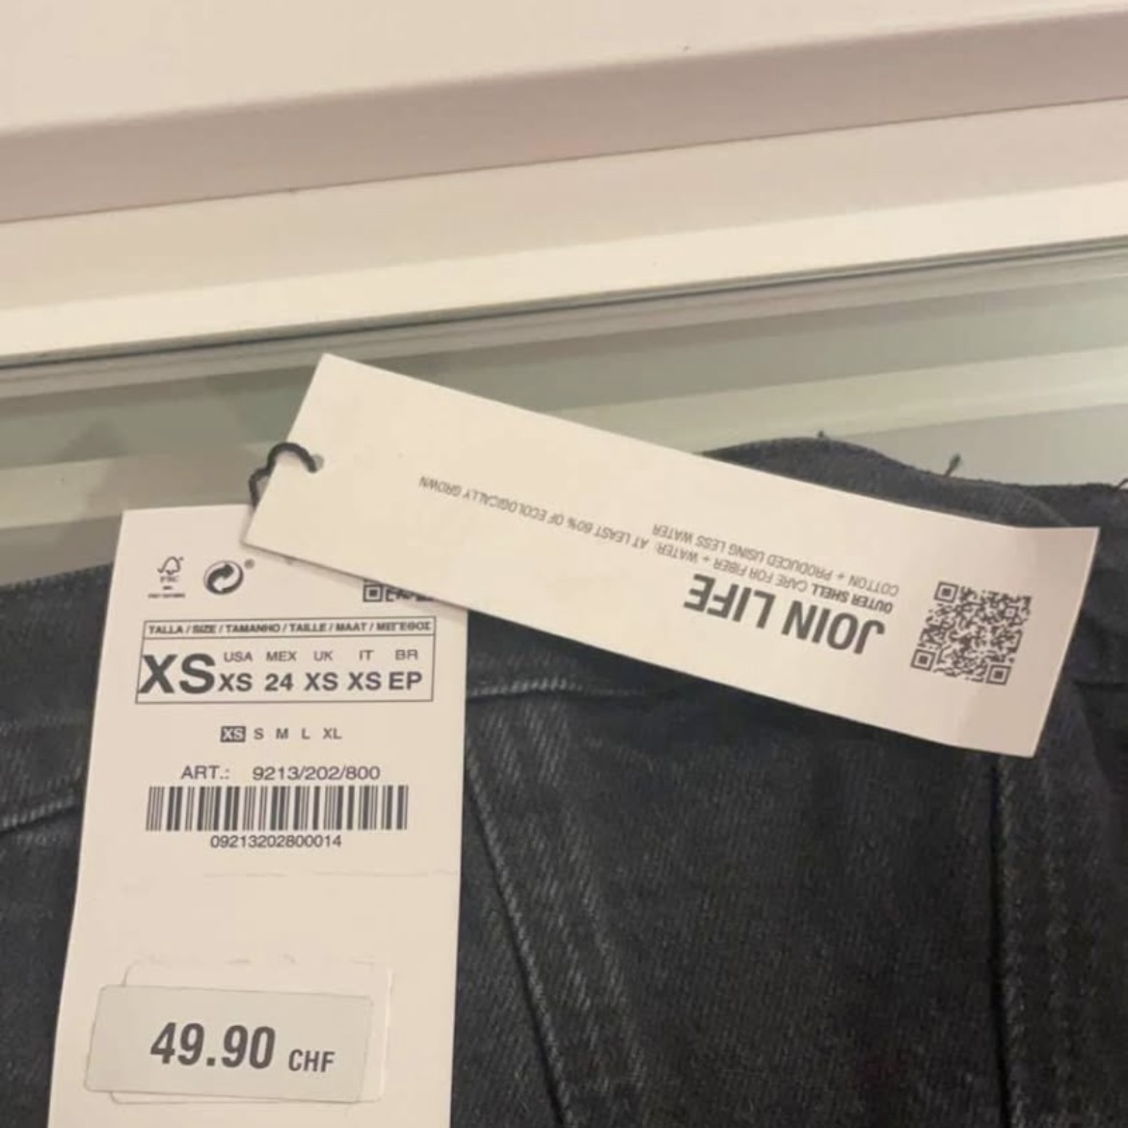 JOIN LIFE
OUTER SHELL CARE FOR FIBER + WATER: AT LEAST 60% OF ECOLOGICALLY GROWN
COTTON + PRODUCED USING LESS WATER
FSC
TALLA / SIZE / TAMANHO / TAILLE / MAAT / ΜΕΓΕΘΟΣ
XS
USA MEX UK IT BR
XS 24 XS XS EP
XS S M L XL
ART.: 9213/202/800
09213202800014
49.90 CHF